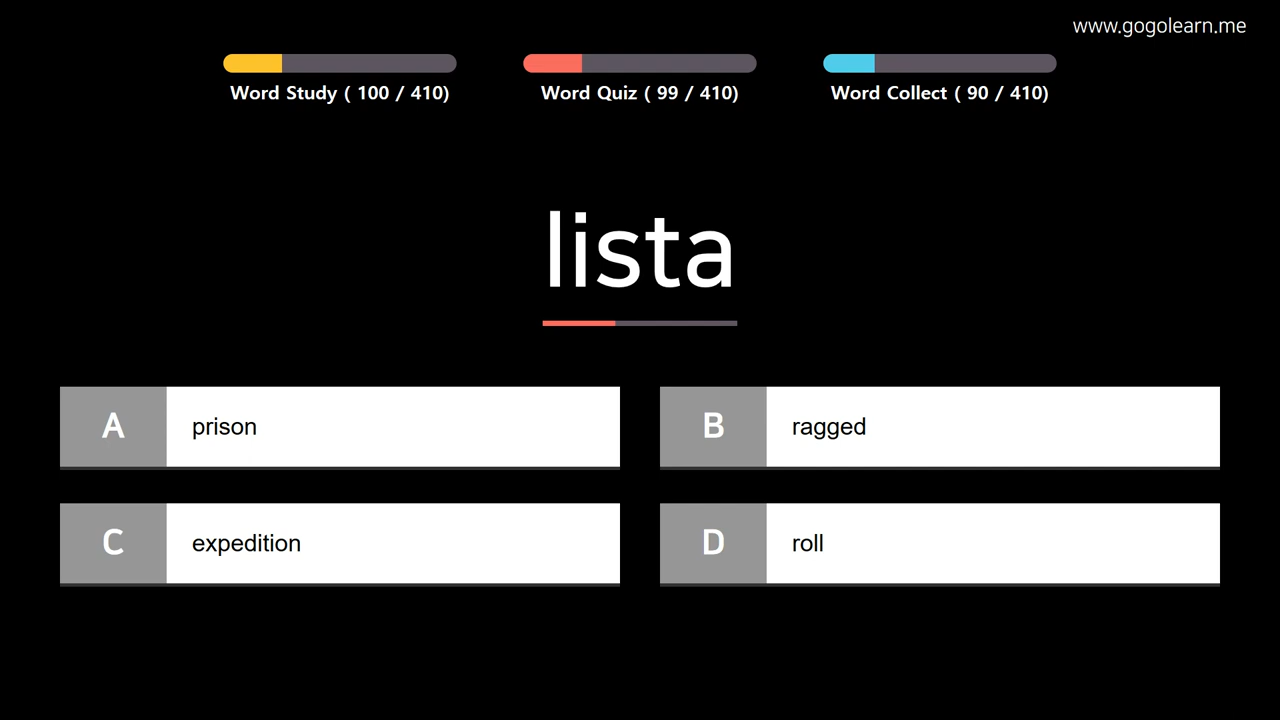 www.gogolearn.me
Word Study ( 100 / 410)
Word Quiz ( 99 / 410)
Word Collect ( 90 / 410)
lista
A prison
B ragged
C expedition
D roll